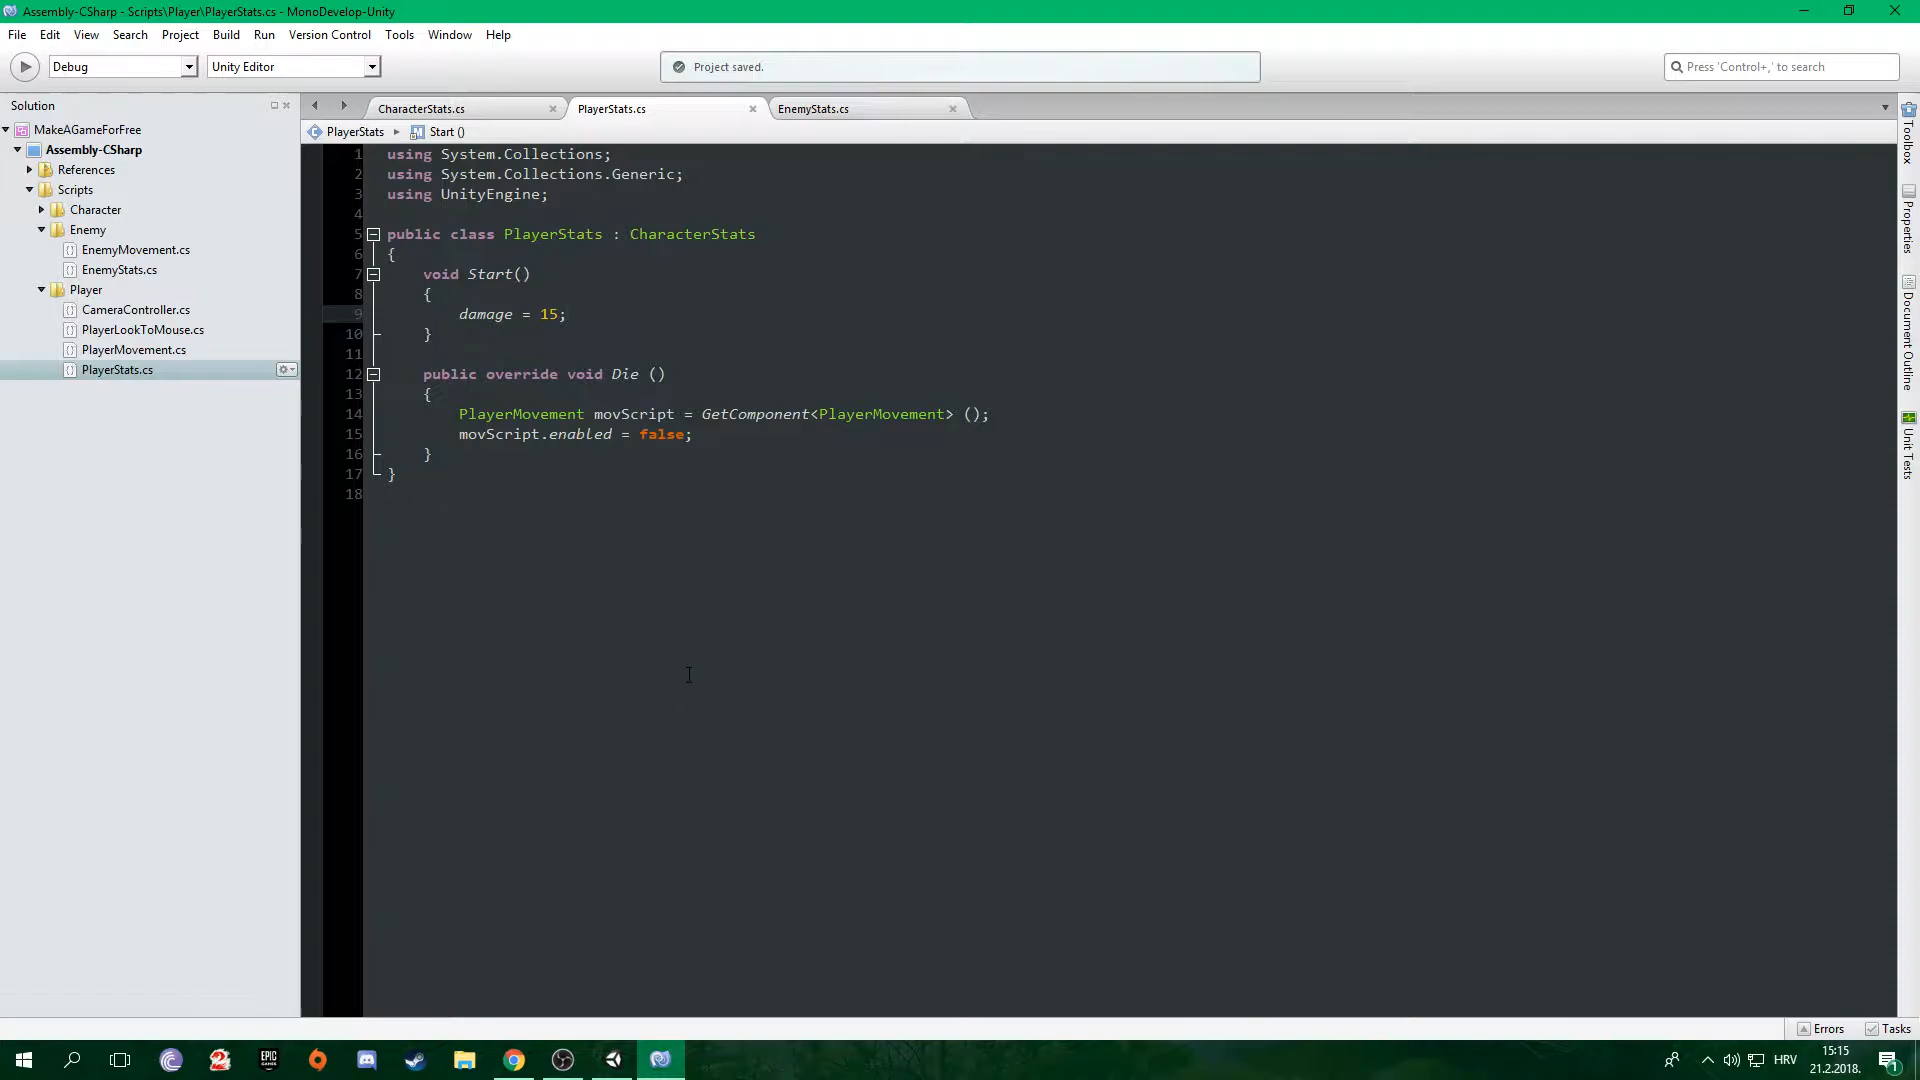 Assembly-CSharp - Scripts\Player\PlayerStats.cs - MonoDevelop-Unity
File Edit View Search Project Build Run Version Control Tools Window Help
Debug Unity Editor Project saved. Press 'Control+,' to search
Solution
MakeAGameForFree
Assembly-CSharp
References
Scripts
Character
Enemy
EnemyMovement.cs
EnemyStats.cs
Player
CameraController.cs
PlayerLookToMouse.cs
PlayerMovement.cs
PlayerStats.cs
CharacterStats.cs PlayerStats.cs EnemyStats.cs
PlayerStats Start ()
1 using System.Collections;
2 using System.Collections.Generic;
3 using UnityEngine;
4
5 public class PlayerStats : CharacterStats
6 {
7 void Start()
8 {
9 damage = 15;
10 }
11
12 public override void Die ()
13 {
14 PlayerMovement movScript = GetComponent<PlayerMovement> ();
15 movScript.enabled = false;
16 }
17 }
18
Toolbox
Properties
Document Outline
Unit Tests
Errors Tasks
EPIC GAMES
HRV
15:15
21.2.2018.
1